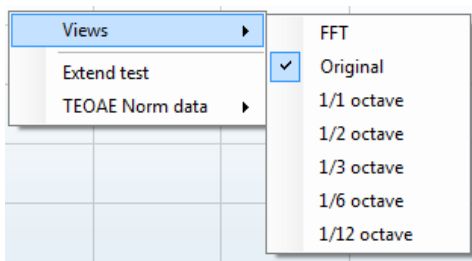 Views
Extend test
TEOAE Norm data
FFT
Original
1/1 octave
1/2 octave
1/3 octave
1/6 octave
1/12 octave